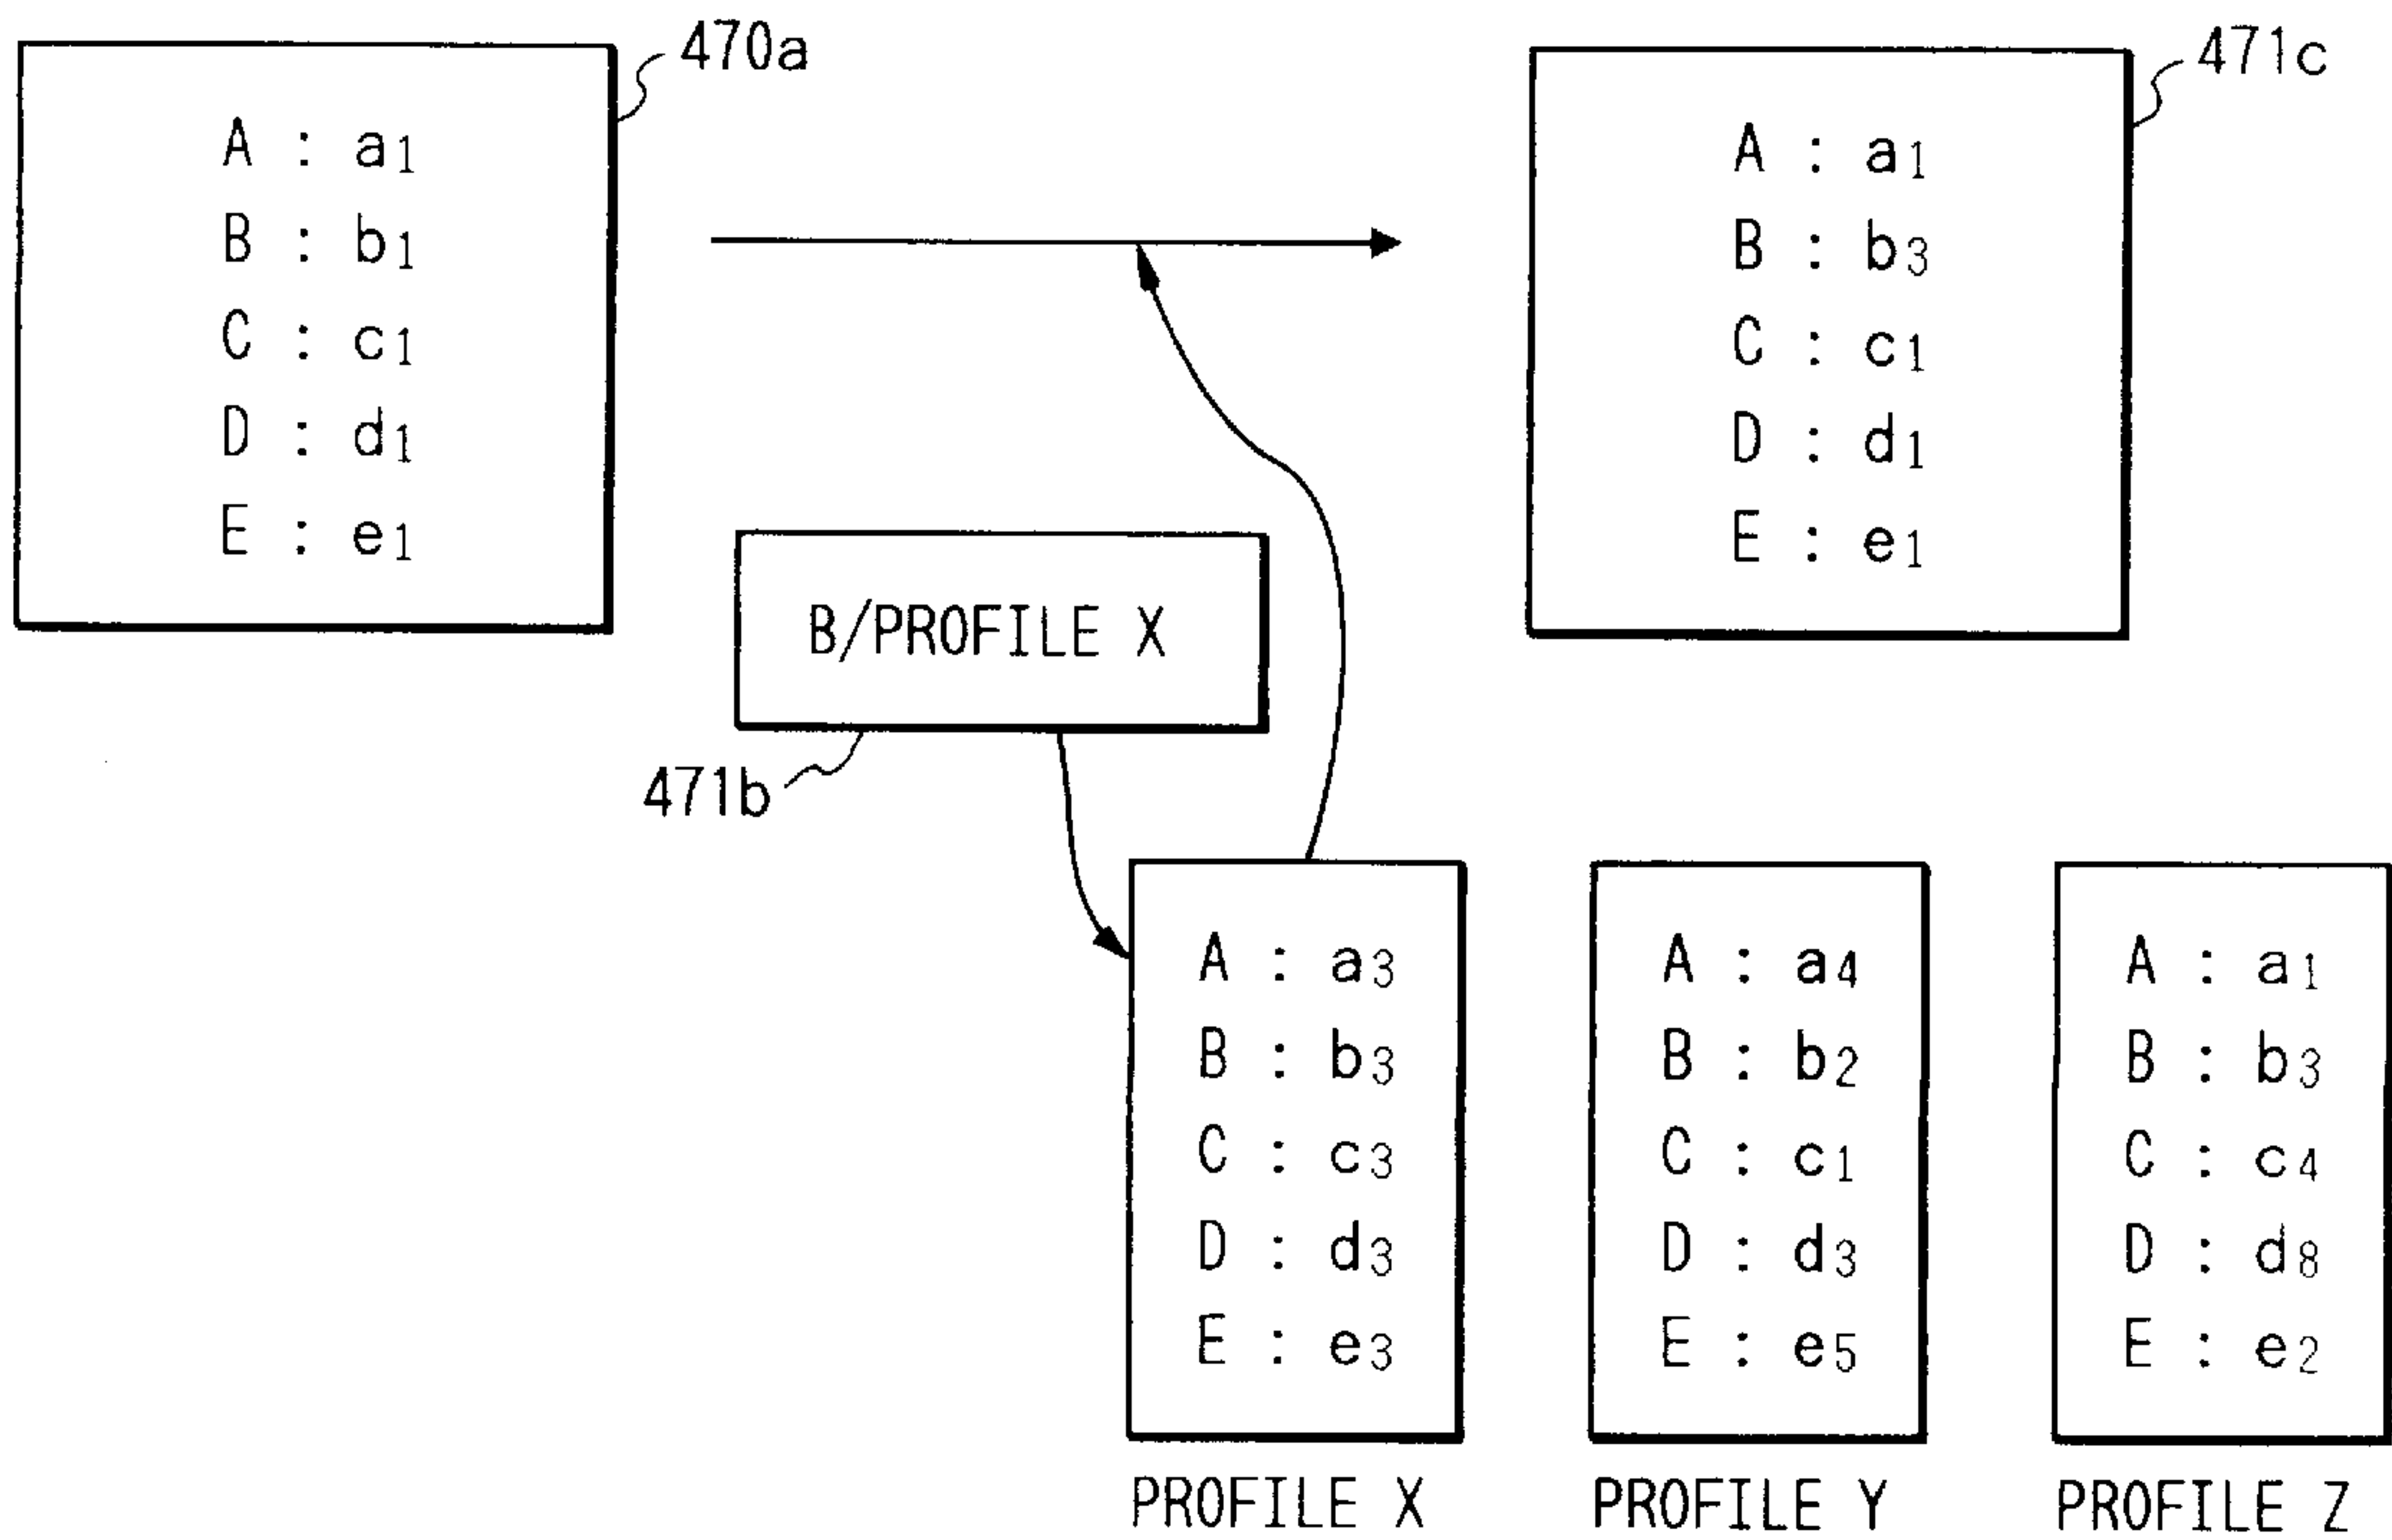 470a
A : a1
B : b1
C : c1
D : d1
E : e1
471c
A : a1
B : b3
C : c1
D : d1
E : e1
B/PROFILE X
471b
A : a3
B : b3
C : c3
D : d3
E : e3
PROFILE X
A : a4
B : b2
C : c1
D : d3
E : e5
PROFILE Y
A : a1
B : b3
C : c4
D : d8
E : e2
PROFILE Z